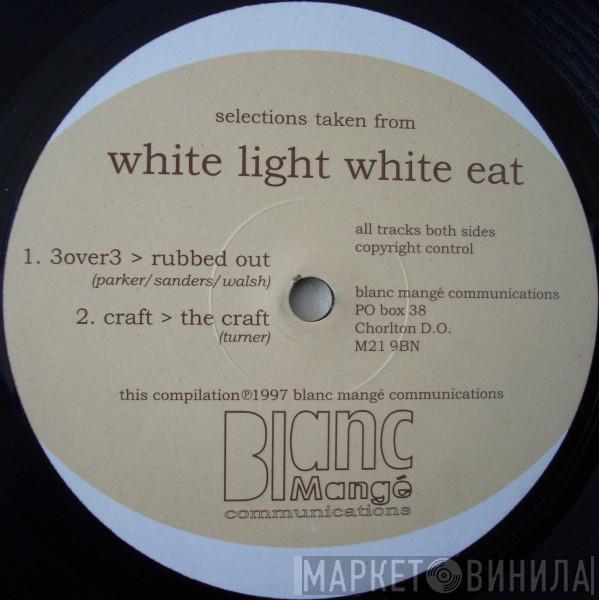 selections taken from
white light white eat
1. 3over3 > rubbed out
(parker/sanders/walsh)
2. craft > the craft
(turner)
all tracks both sides
copyright control
blanc mangé communications
PO box 38
Chorlton D.O.
M21 9BN
this compilation℗1997 blanc mangé communications
Blanc
Mangé
communications
МАРКЕТ ВИНИЛА